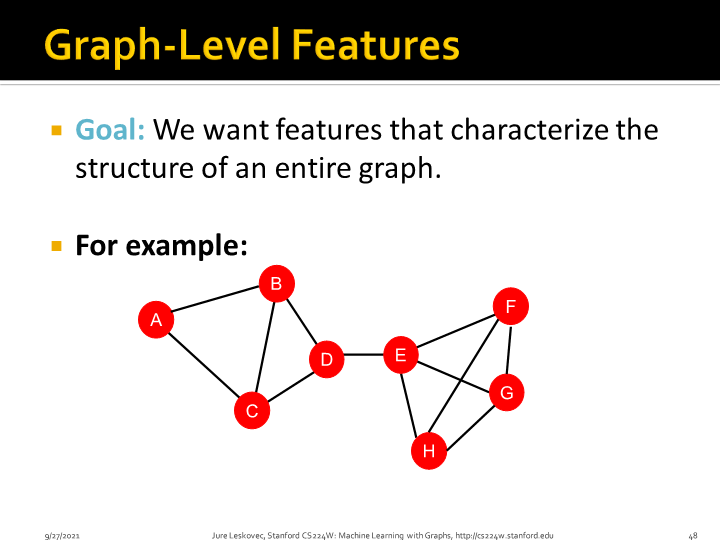 Graph-Level Features
Goal: We want features that characterize the
structure of an entire graph.
For example:
B
F
A
D
E
G
C
H
9/27/2021
Jure Leskovec, Stanford CS224W: Machine Learning with Graphs, http://cs224w.stanford.edu
48